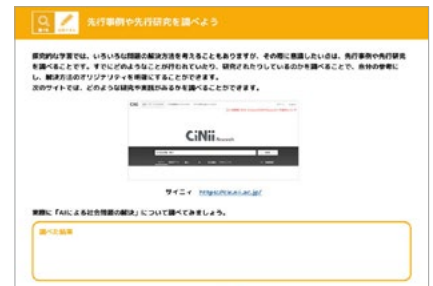 先行事例や先行研究を調べよう
探究的な学習では、いろいろな問題の解決方法を考えることもありますが、その際に意識したいのは、先行事例や先行研究
を調べることです。すでにどのようなことが行われていたり、研究されたりしているのかを調べることで、自分の参考に
し、解決方法のオリジナリティを明確にすることができます。
次のサイトでは、どのような研究や実践があるかを調べることができます。
CiNii Research
サイニィ https://cir.nii.ac.jp/
実際に「AIによる社会問題の解決」について調べてみましょう。
調べた結果